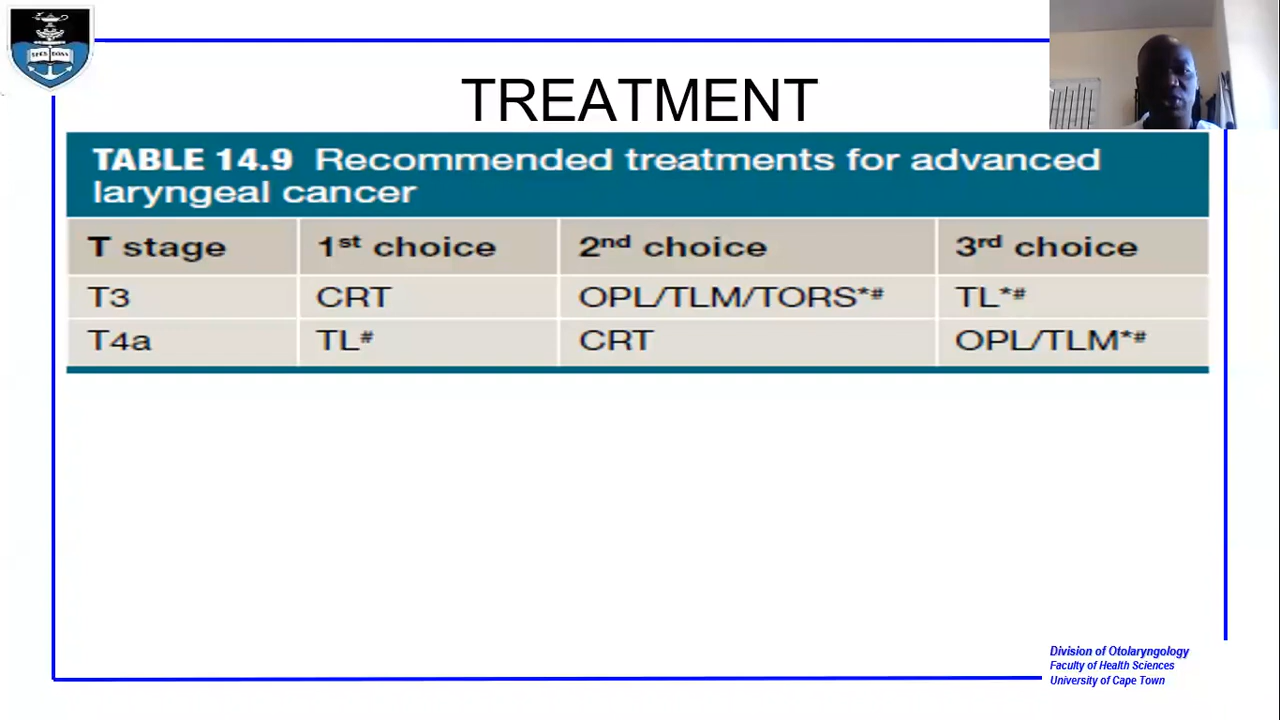 TREATMENT
TABLE 14.9 Recommended treatments for advanced
laryngeal cancer
T stage 1st choice 2nd choice 3rd choice
T3 CRT OPL/TLM/TORS*# TL*#
T4a TL# CRT OPL/TLM*#
Division of Otolaryngology
Faculty of Health Sciences
University of Cape Town